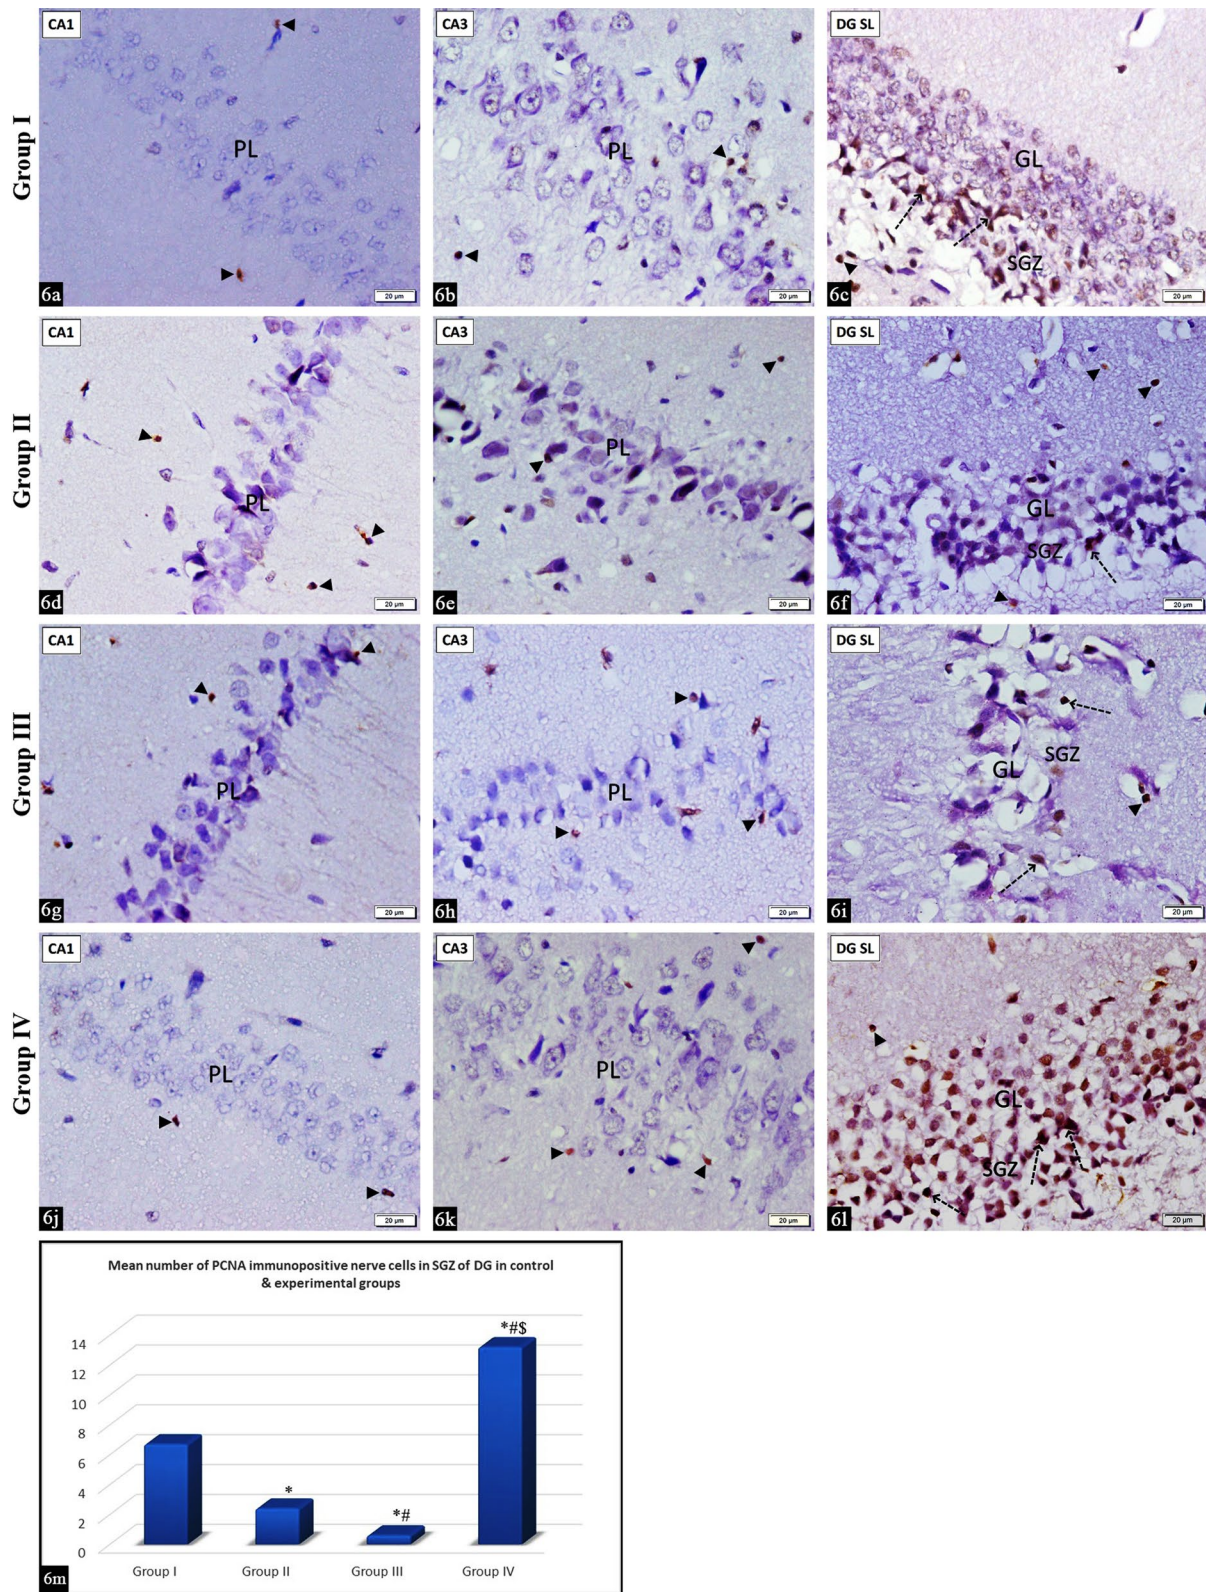 Group I
CA1
PL
6a
20 µm
CA3
PL
6b
20 µm
DG SL
GL
SGZ
6c
20 µm
Group II
CA1
PL
6d
20 µm
CA3
PL
6e
20 µm
DG SL
GL
SGZ
6f
20 µm
Group III
CA1
PL
6g
20 µm
CA3
PL
6h
20 µm
DG SL
SGZ
GL
6i
20 µm
Group IV
CA1
PL
6j
20 µm
CA3
PL
6k
20 µm
DG SL
GL
SGZ
6l
20 µm
Mean number of PCNA immunopositive nerve cells in SGZ of DG in control
& experimental groups
14
12
10
8
6
4
2
0
*
*#
*#$
Group I Group II Group III Group IV
6m